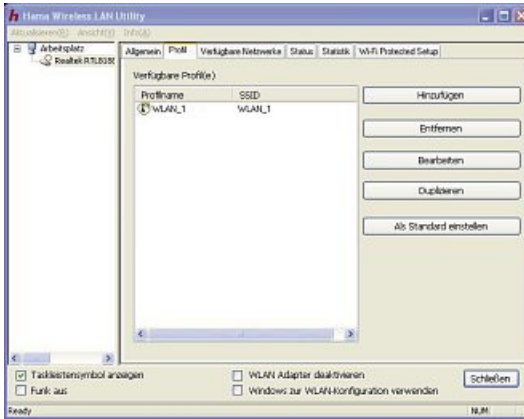 Hama Wireless LAN Utility
Aktualisieren(R) Ansicht(V) Info(A)
Arbeitsplatz
Realtek RTL8188
Allgemein Profil Verfügbare Netzwerke Status Statistik Wi-Fi Protected Setup
Verfügbare Profil(e)
Profilname SSID
WLAN_1 WLAN_1
Hinzufügen
Entfernen
Bearbeiten
Duplizieren
Als Standard einstellen
Taskleistensymbol anzeigen
Funk aus
WLAN Adapter deaktivieren
Windows zur WLAN-Konfiguration verwenden
Schließen
Ready NUM